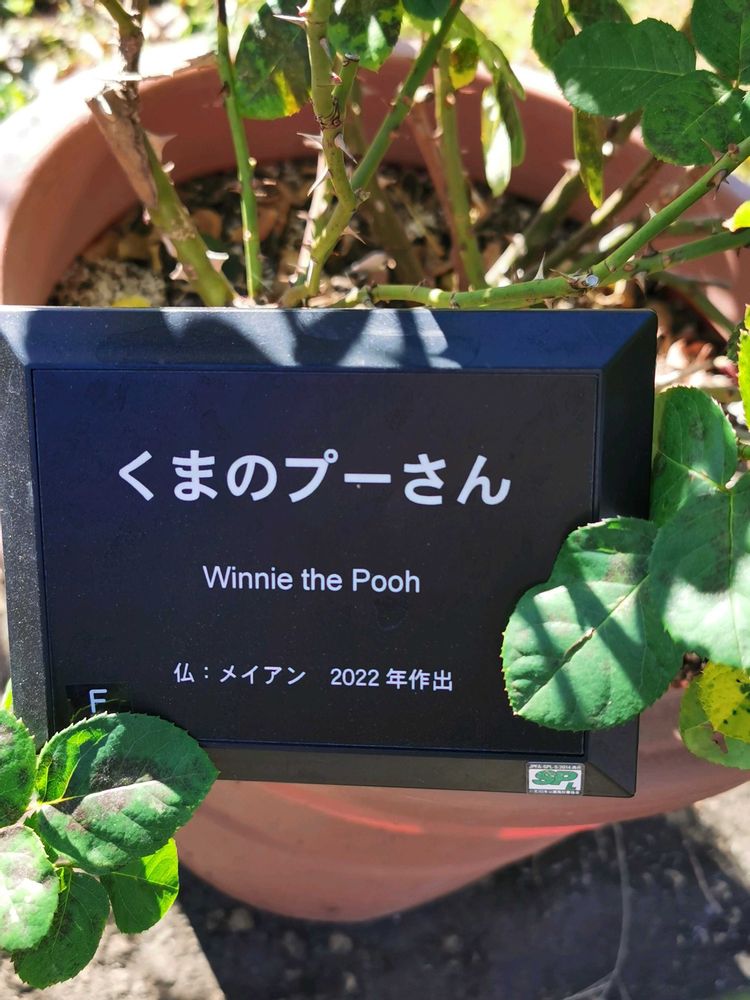 くまのプーさん
Winnie the Pooh
仏：メイアン　2022 年作出
F
SPL